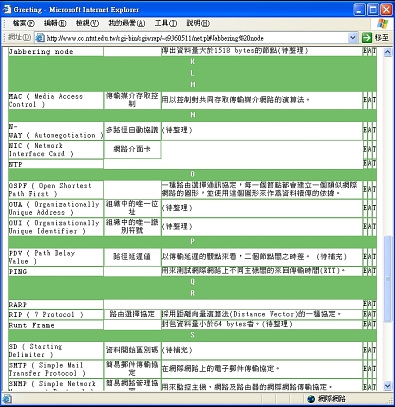 Greeting - Microsoft Internet Explorer
檔案(F) 編輯(E) 檢視(V) 我的最愛(A) 工具(T) 說明(H)
網址(D) http://www.cc.ntut.edu.tw/cgi-bin/cgiwrap/~s9360511/net.pl#Jabbering%20node 移至
Jabbering node 傳出資料量大於1518 bytes的節點(待整理) EAT
K
L
M
MAC ( Media Access Control ) 傳輸媒介存取控制 用以控制對共同存取傳輸媒介網路的演算法。 EAT
N
N-WAY ( Autonegotiation ) 多路徑自動協議 (待整理) EAT
NIC ( Network Interface Card ) 網路介面卡 EAT
NTP EAT
O
OSPF ( Open Shortest Path First ) 一種路由選擇通訊協定，每一個節點都會建立一個類似網際網路的圖形，並使用這個圖形來作為資料傳傳的依據。 EAT
OUA ( Organizationally Unique Address ) 組織中的唯一位址 (待整理) EAT
OUI ( Organizationally Unique Identifier ) 組織中的唯一識別符號 (待整理) EAT
P
PDV ( Path Delay Value ) 路徑延遲值 以傳輸延遲的觀點來看，二個節點間之時差。 (待補充) EAT
PING 用來測試網際網路上不同主機間的來回傳輸時間(RTT)。 EAT
Q
R
RARP EAT
RIP ( 7 Protocol ) 路由選擇協定 採用距離向量演算法(Distance Vector)的一種協定。 EAT
Runt Frame 封包資料量小於64 bytes者。(待整理) EAT
S
SD ( Starting Delimiter ) 資料開始區別碼 (待補充) EAT
SMTP ( Simple Mail Transfer Protocol ) 簡易郵件傳輸協定 在網際網路上的電子郵件傳輸協定。 EAT
SNMP ( Simple Network 簡易網路管理協 用來監控主機、網路及路由器的網際網路傳輸協定。 EAT
網際網路